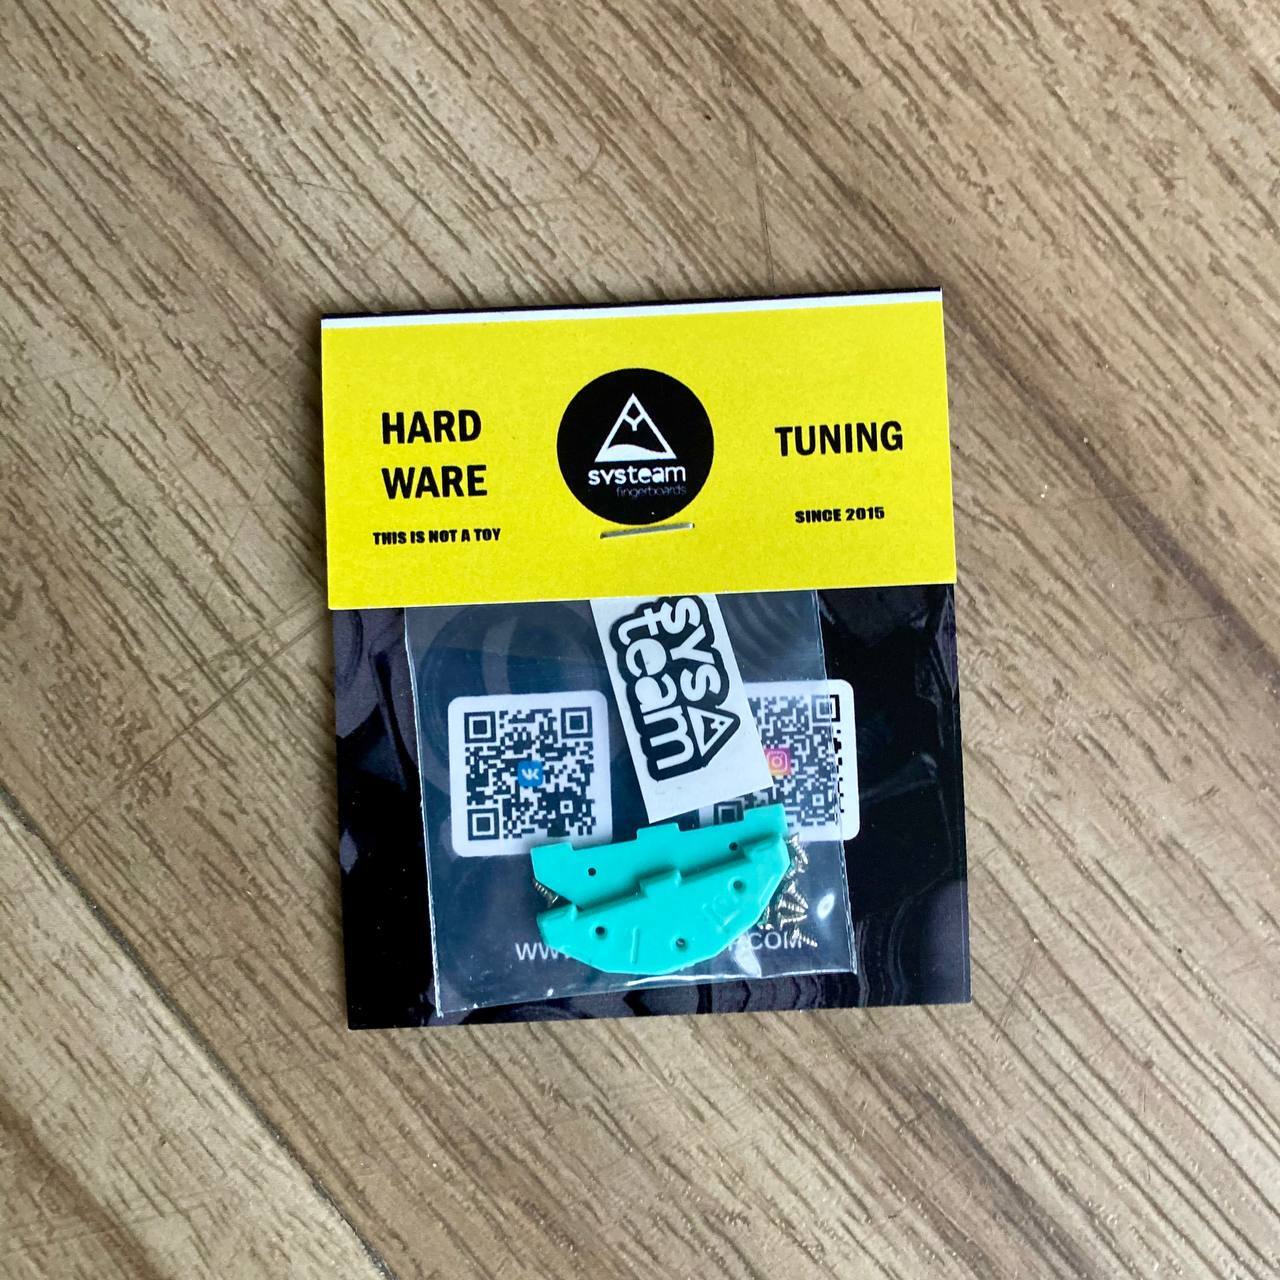 HARD
WARE
THIS IS NOT A TOY
systeam
fingerboards
TUNING
SINCE 2015
sys
team